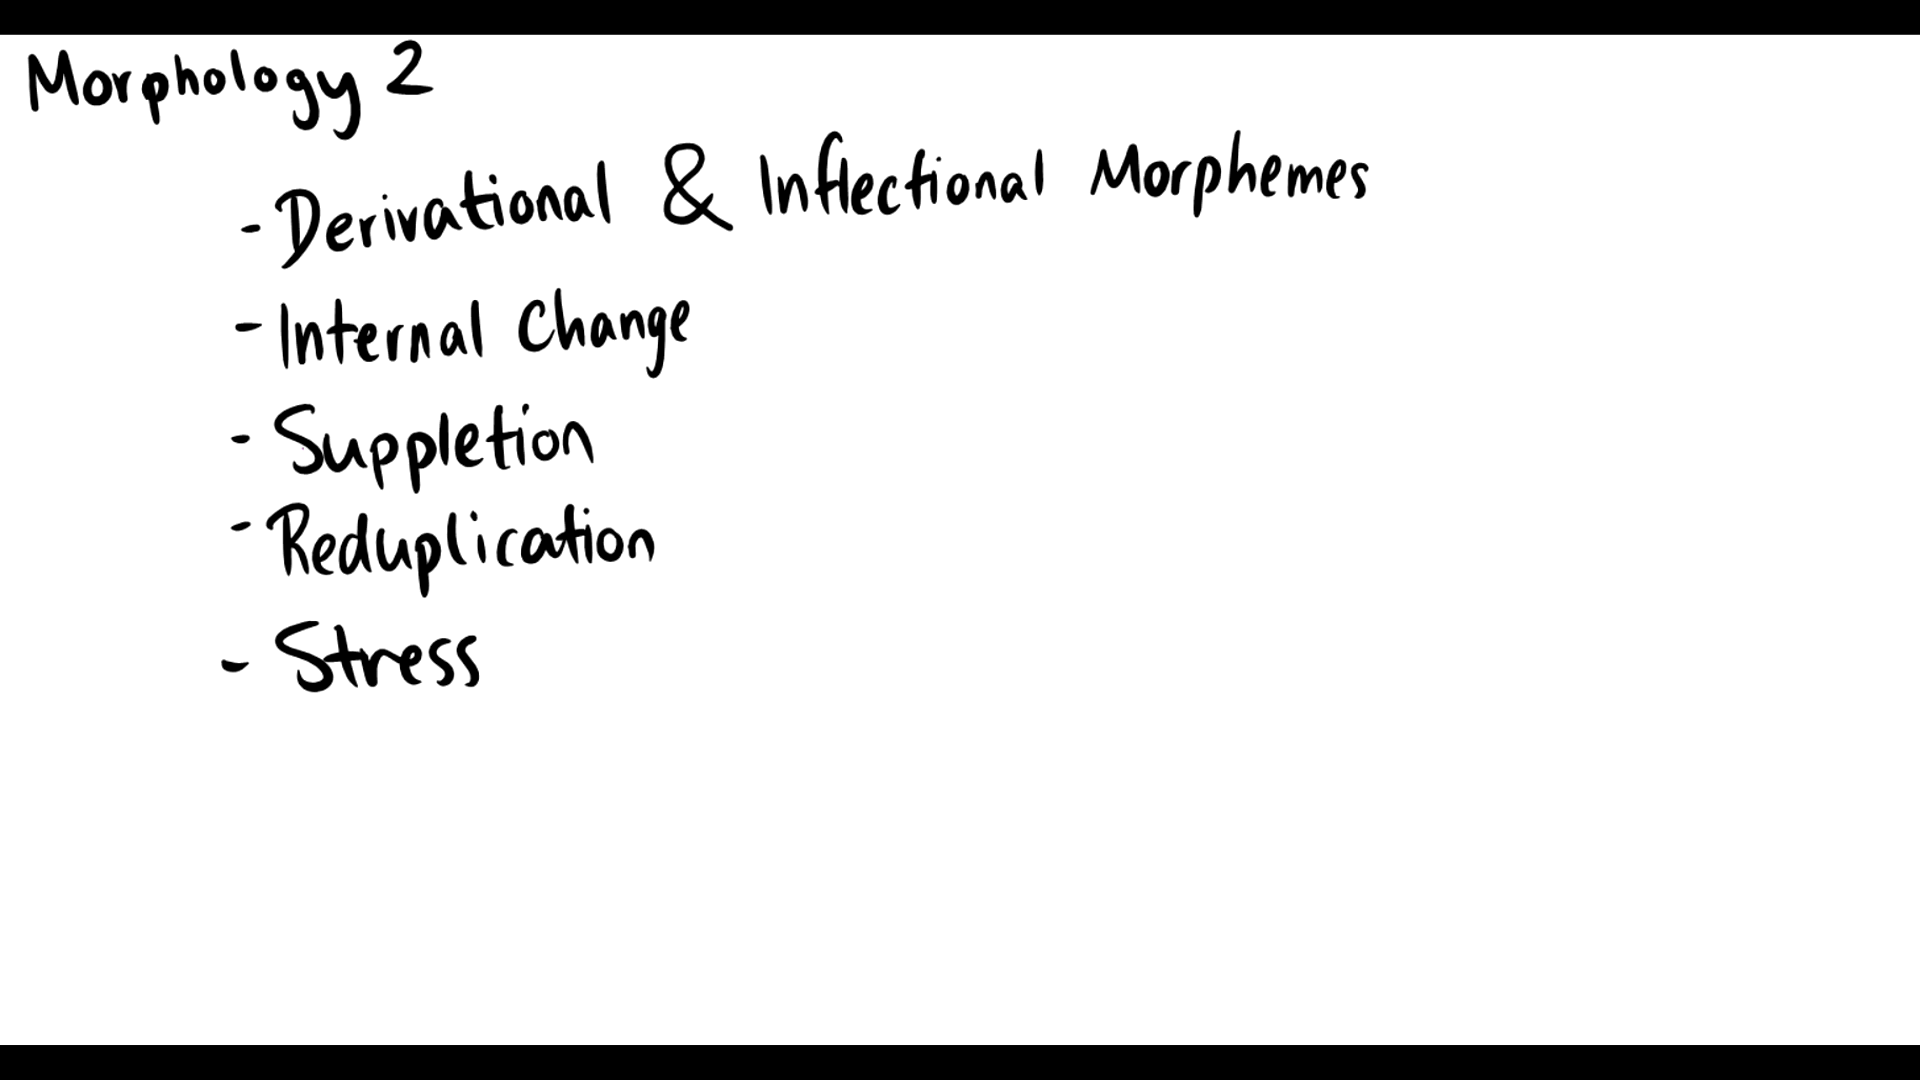 Morphology 2
- Derivational & Inflectional Morphemes
- Internal Change
- Suppletion
- Reduplication
- Stress